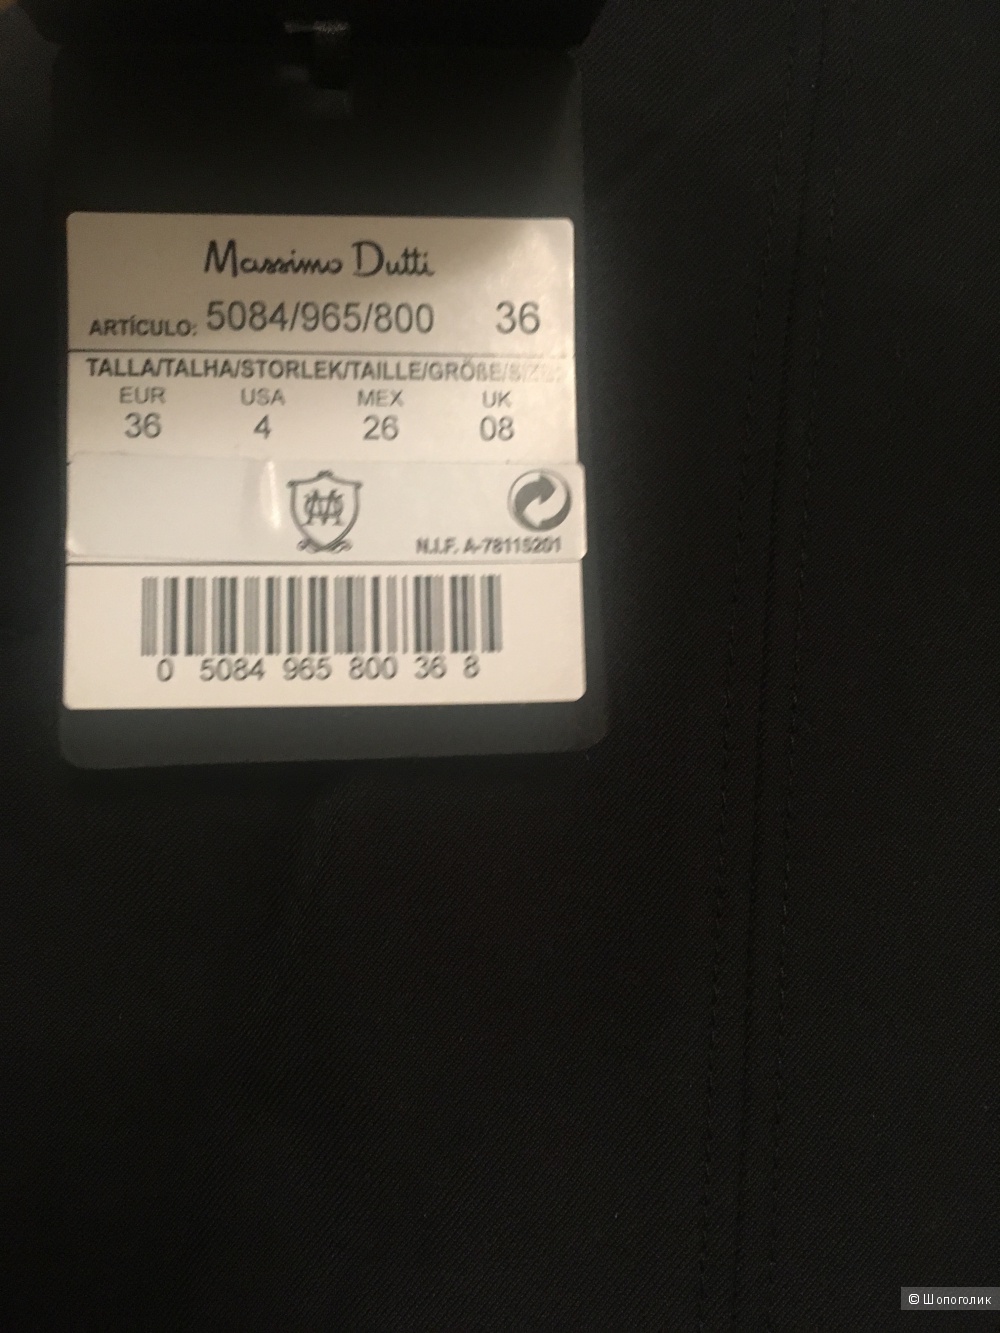 Massimo Dutti
ARTÍCULO: 5084/965/800 36
TALLA/TALHA/STORLEK/TAILLE/GRÖßE/SIZE
EUR USA MEX UK
36 4 26 08
N.I.F. A-78115201
0 5084 965 800 36 8
© Шопоголик